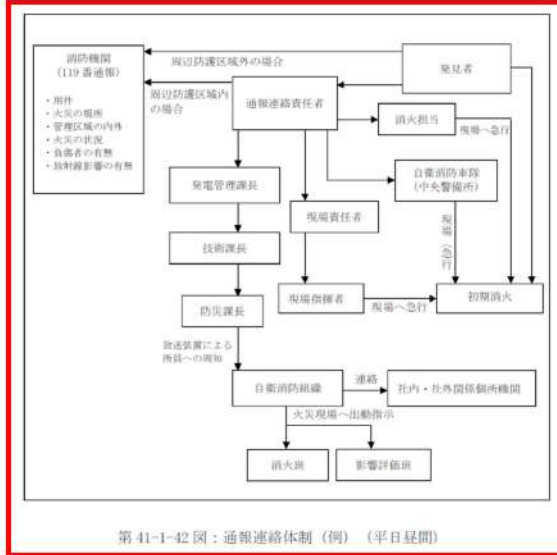 消防機関
(119番通報)
・用件
・火災の場所
・管理区域の内外
・火災の状況
・負傷者の有無
・放射線影響の有無
周辺防護区域外の場合
発見者
周辺防護区域内
の場合
通報連絡責任者
消火担当
現場へ急行
発電管理課長
自衛消防車隊
(中央警備所)
現場責任者
技術課長
現場
行
防災課長
現場指揮者
現場へ急行
初期消火
放送装置による
所員への周知
自衛消防組織
連絡
社内・社外関係個所機関
火災現場へ出動指示
消火班
影響評価班
第41-1-42図:通報連絡体制(例)(平日昼間)